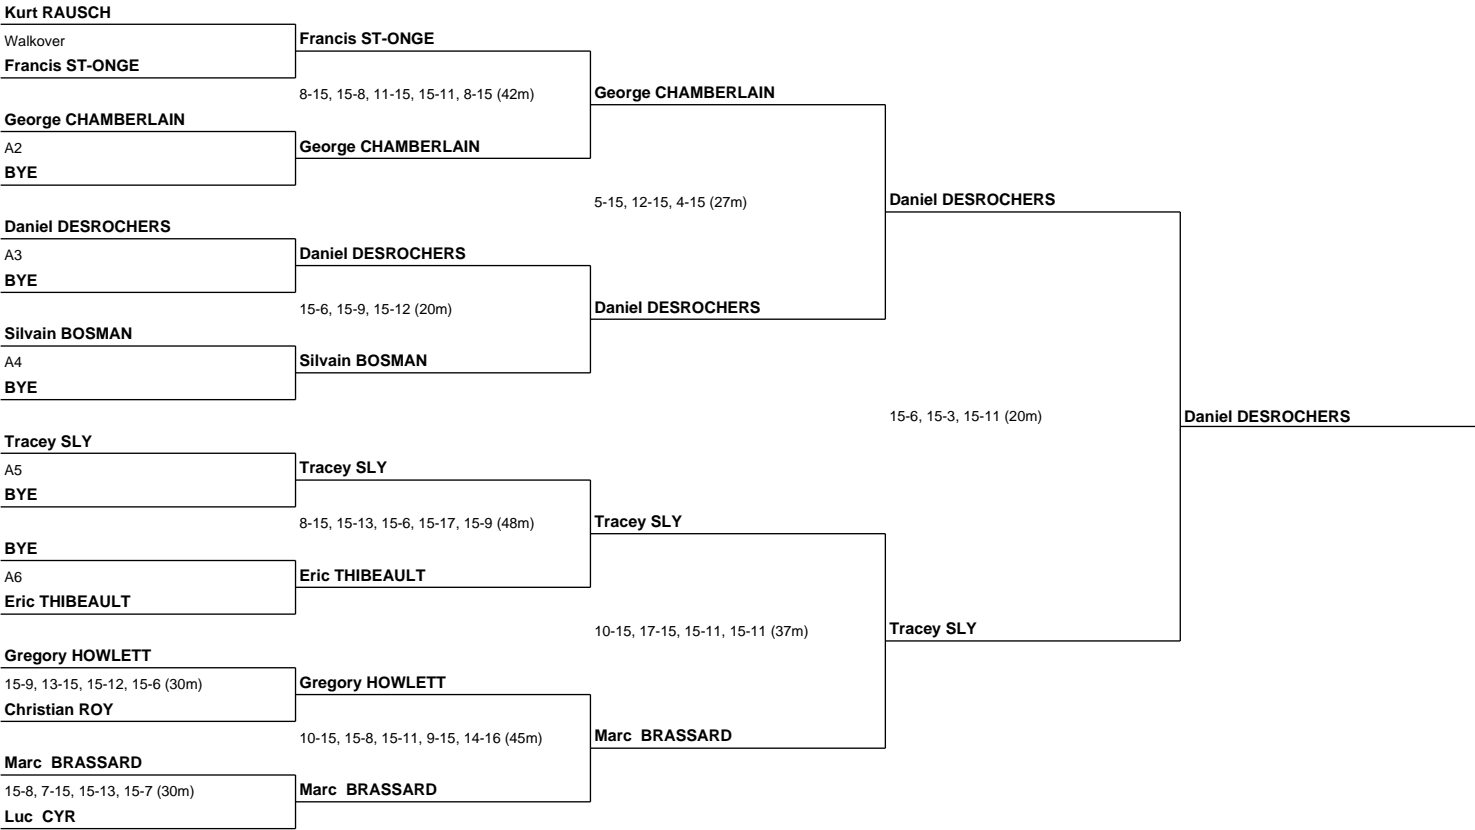 Kurt RAUSCH
Walkover
Francis ST-ONGE
George CHAMBERLAIN
A2
BYE
Daniel DESROCHERS
A3
BYE
Silvain BOSMAN
A4
BYE
Tracey SLY
A5
BYE
BYE
A6
Eric THIBEAULT
Gregory HOWLETT
15-9, 13-15, 15-12, 15-6 (30m)
Christian ROY
Marc  BRASSARD
15-8, 7-15, 15-13, 15-7 (30m)
Luc  CYR
Francis ST-ONGE
8-15, 15-8, 11-15, 15-11, 8-15 (42m)
George CHAMBERLAIN
Daniel DESROCHERS
15-6, 15-9, 15-12 (20m)
Silvain BOSMAN
Tracey SLY
8-15, 15-13, 15-6, 15-17, 15-9 (48m)
Eric THIBEAULT
Gregory HOWLETT
10-15, 15-8, 15-11, 9-15, 14-16 (45m)
Marc  BRASSARD
George CHAMBERLAIN
5-15, 12-15, 4-15 (27m)
Daniel DESROCHERS
Tracey SLY
10-15, 17-15, 15-11, 15-11 (37m)
Marc  BRASSARD
Daniel DESROCHERS
15-6, 15-3, 15-11 (20m)
Tracey SLY
Daniel DESROCHERS